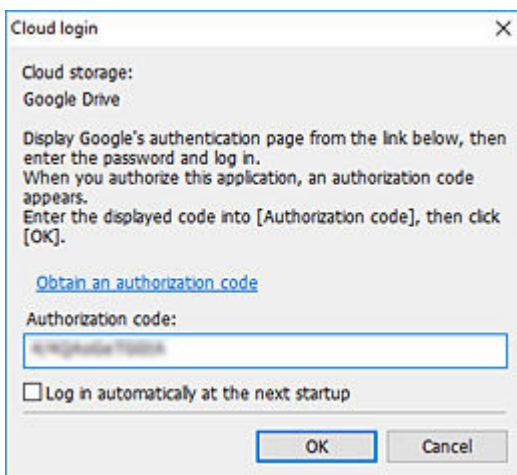 Cloud login
Cloud storage:
Google Drive
Display Google's authentication page from the link below, then
enter the password and log in.
When you authorize this application, an authorization code
appears.
Enter the displayed code into [Authorization code], then click
[OK].
Obtain an authorization code
Authorization code:
Log in automatically at the next startup
OK
Cancel